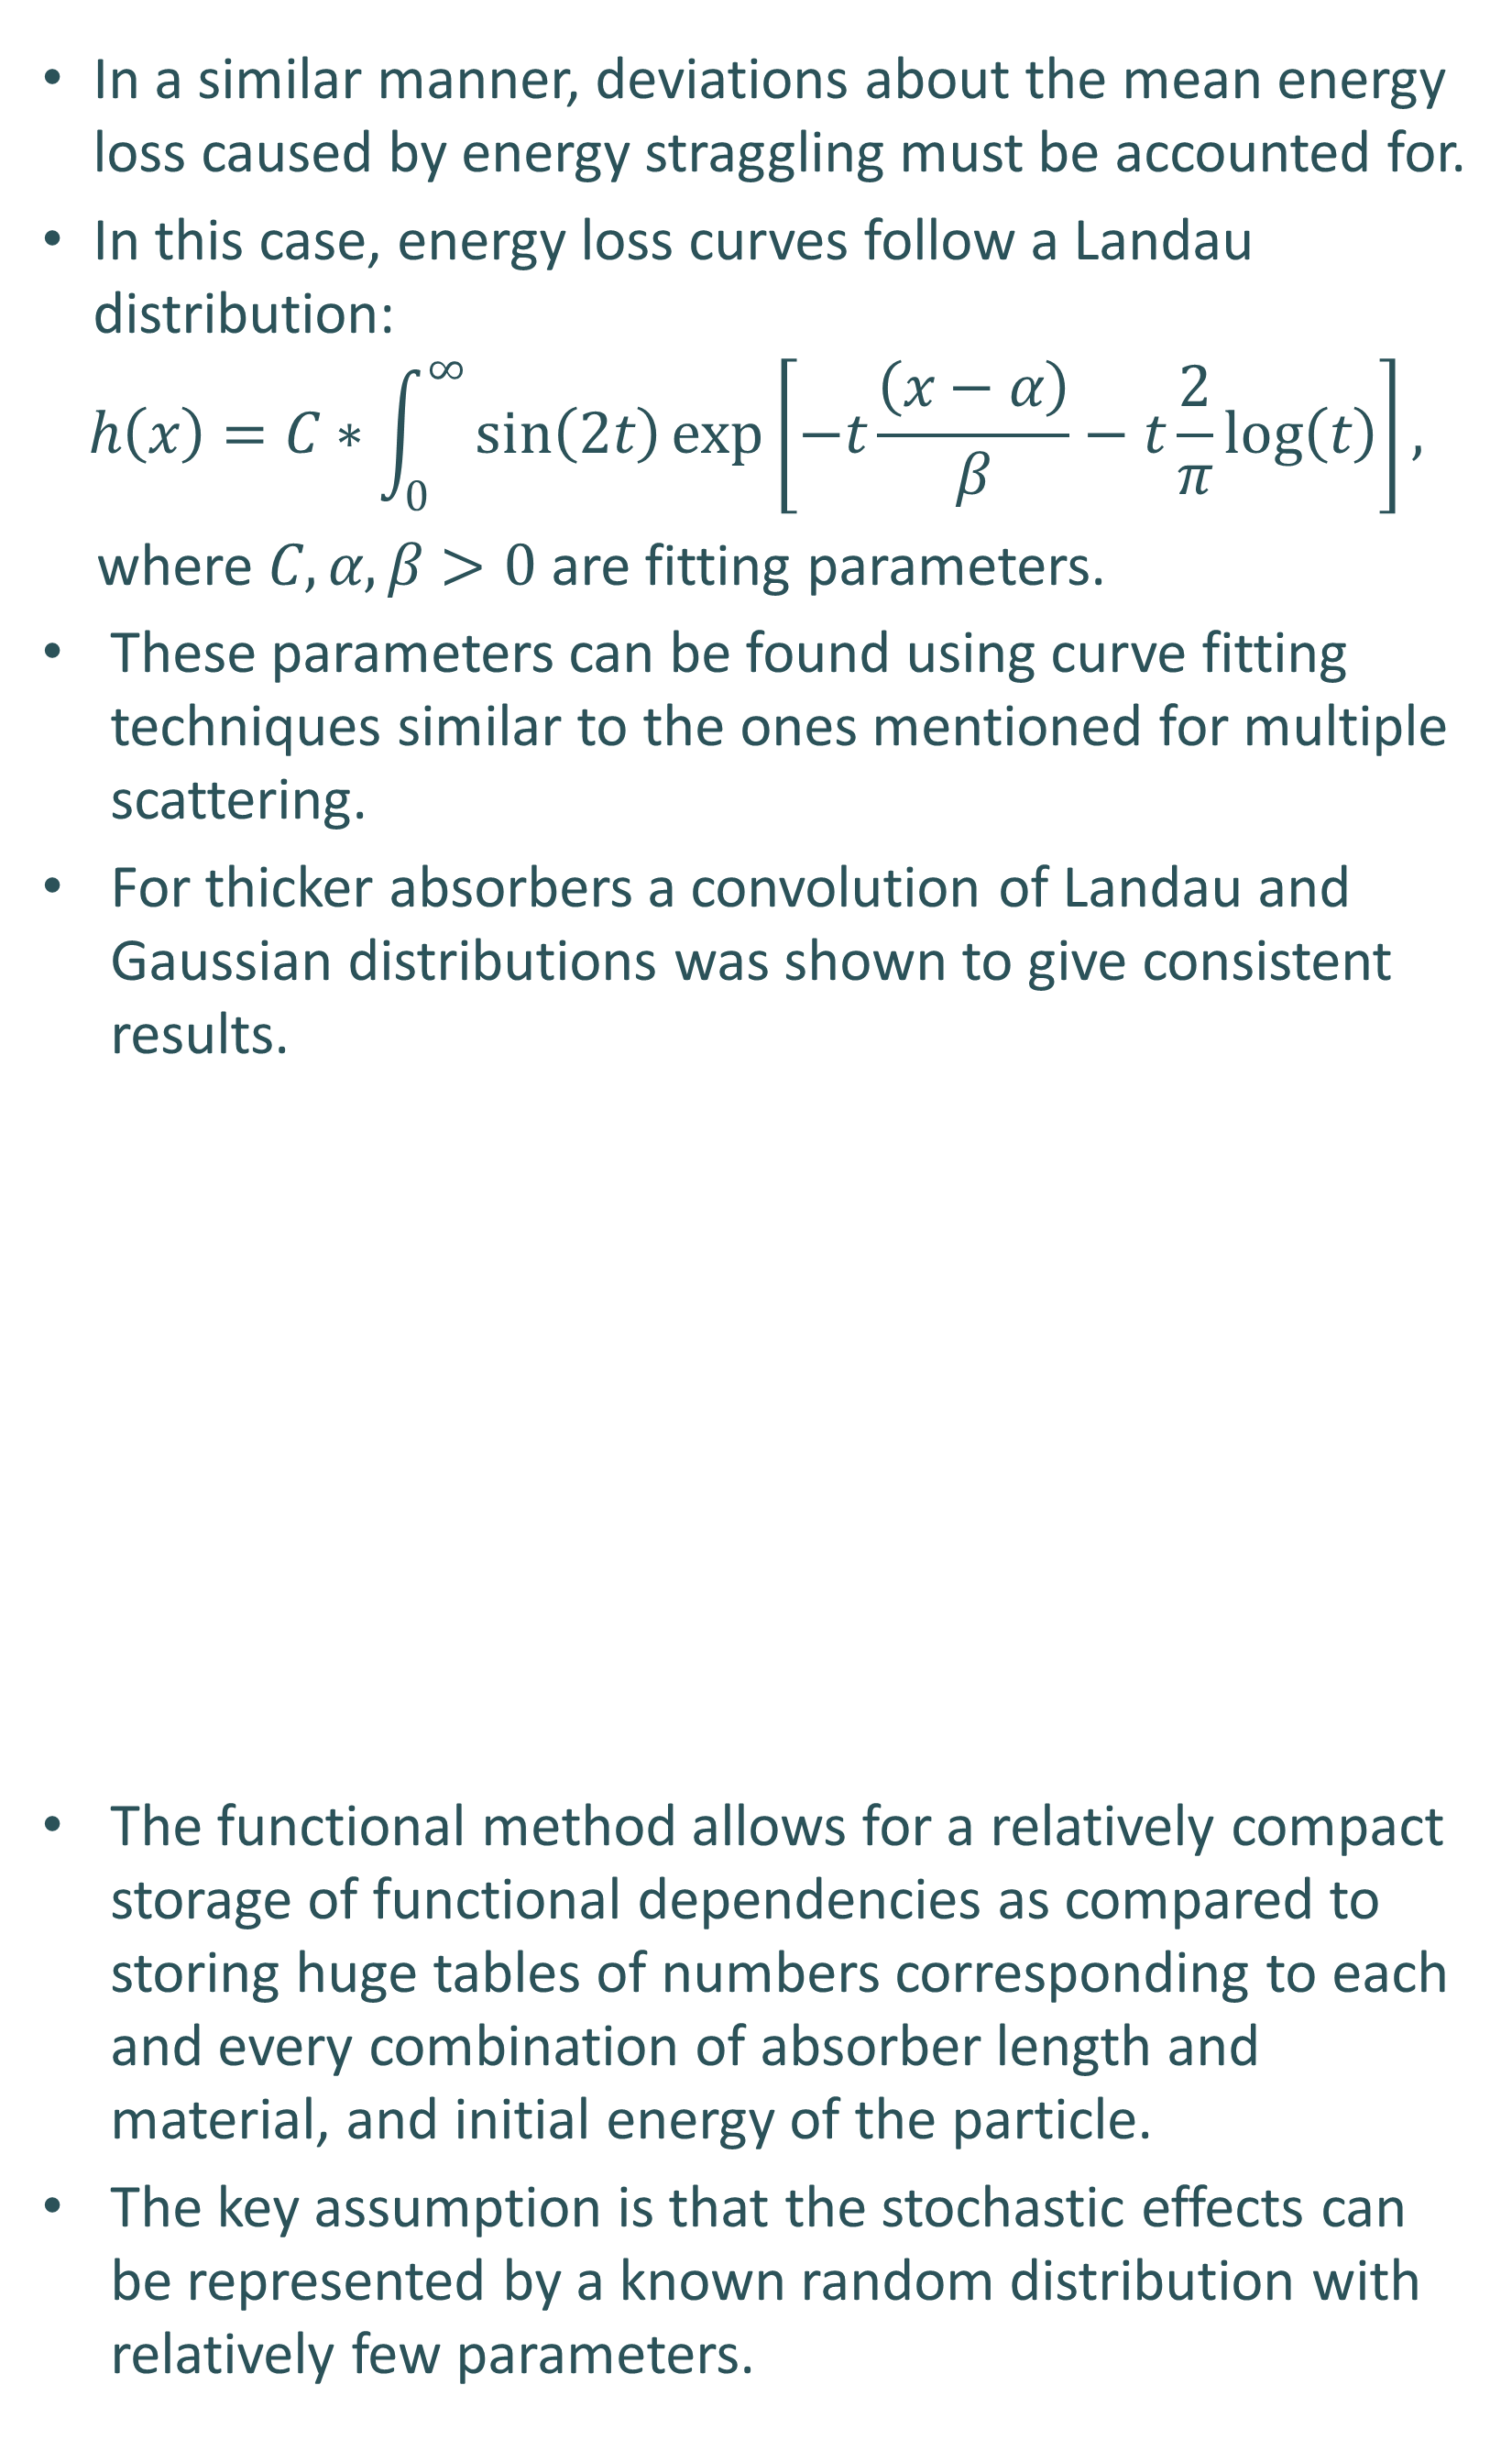 • In a similar manner, deviations about the mean energy
loss caused by energy straggling must be accounted for.
• In this case, energy loss curves follow a Landau
distribution:
h(x) = C * ∫₀^∞ sin(2t) exp [−t (x − α)/β − t 2/π log(t)],
where C, α, β > 0 are fitting parameters.
• These parameters can be found using curve fitting
techniques similar to the ones mentioned for multiple
scattering.
• For thicker absorbers a convolution of Landau and
Gaussian distributions was shown to give consistent
results.
• The functional method allows for a relatively compact
storage of functional dependencies as compared to
storing huge tables of numbers corresponding to each
and every combination of absorber length and
material, and initial energy of the particle.
• The key assumption is that the stochastic effects can
be represented by a known random distribution with
relatively few parameters.